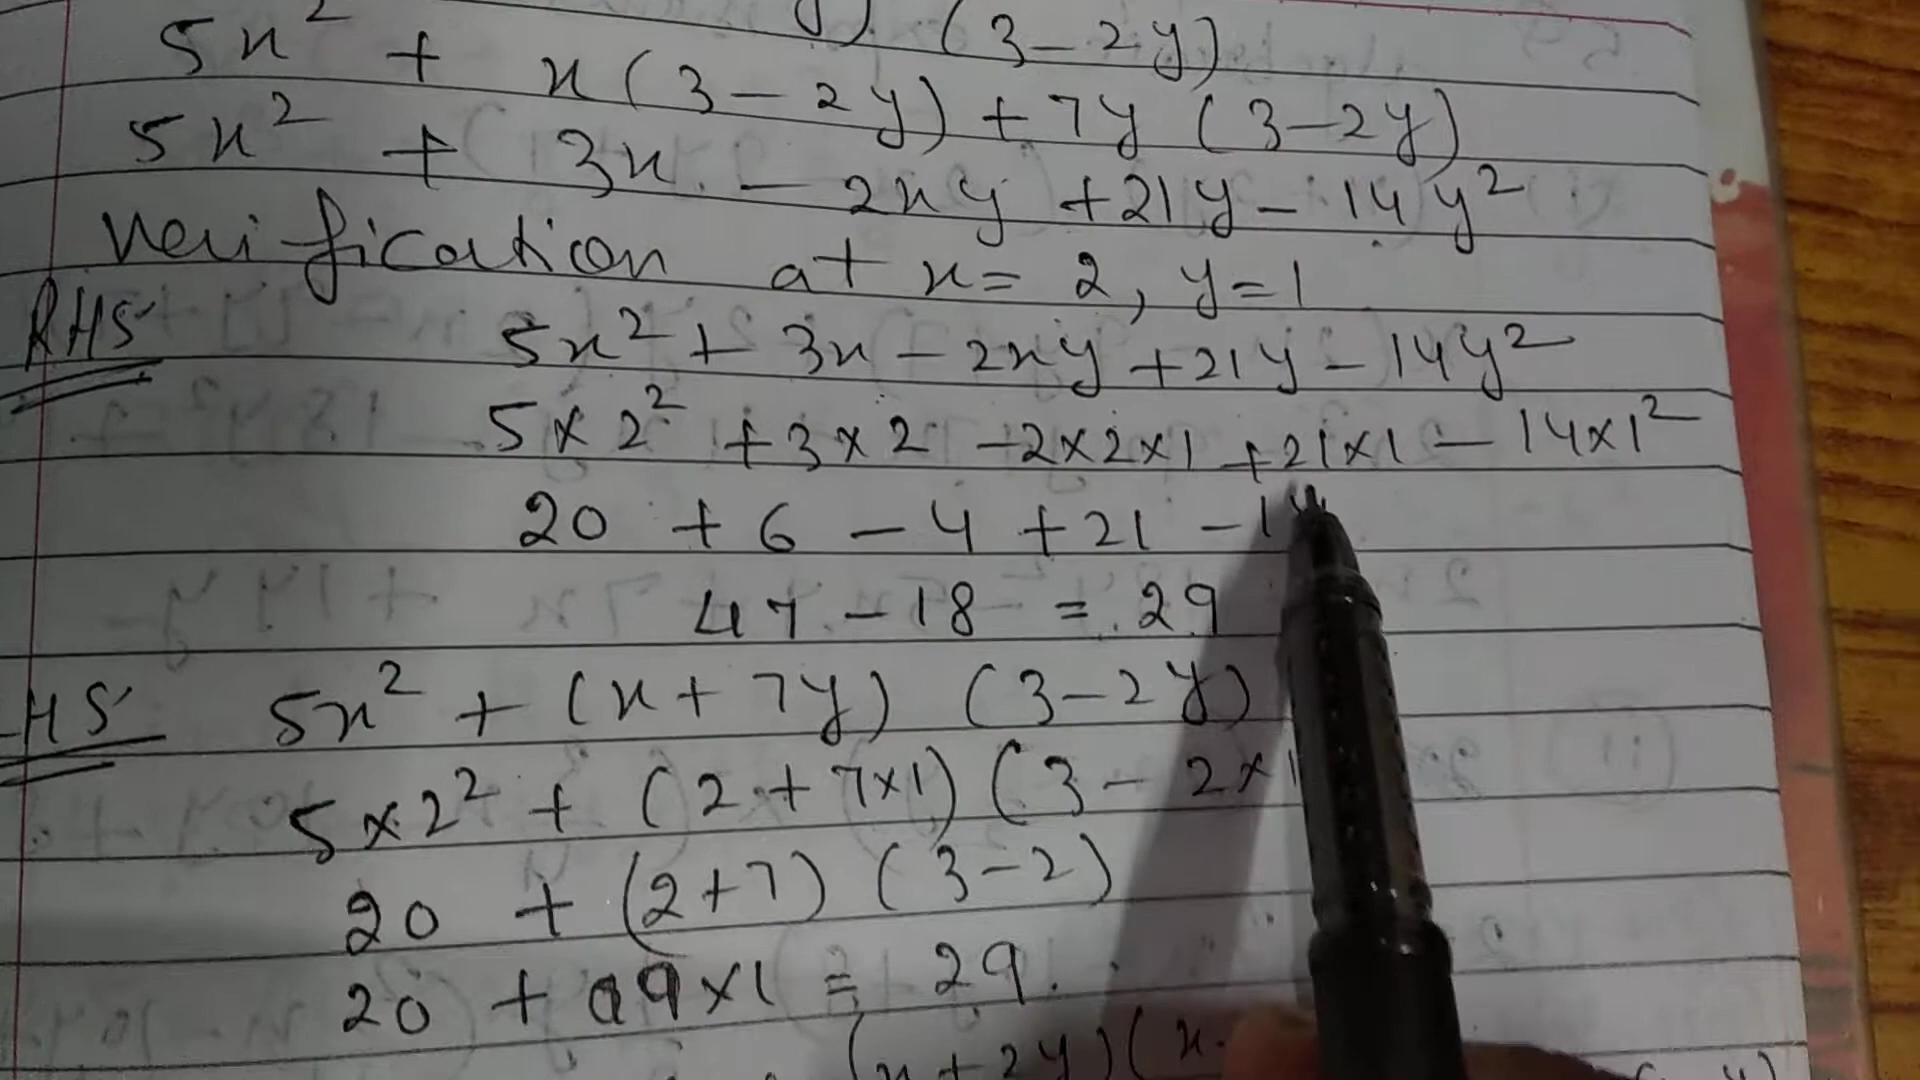 y) (3-2y)
5x² + x(3-2y)+7y(3-2y)
5x² + 3x - 2xy +21y - 14y²
Verification at x= 2, y=1
RHS 5x²+ 3x - 2xy +21y - 14y²
5×2² +3×2 -2×2×1 +21×1 - 14×1²
20 + 6 - 4 + 21 - 14
47 - 18 = 29
HS 5x² + (x+7y) (3-2y)
5×2² + (2+7×1) (3- 2×1
20 + (2+7) (3-2)
20 + 9×1 = 29.
(x+2y)(x